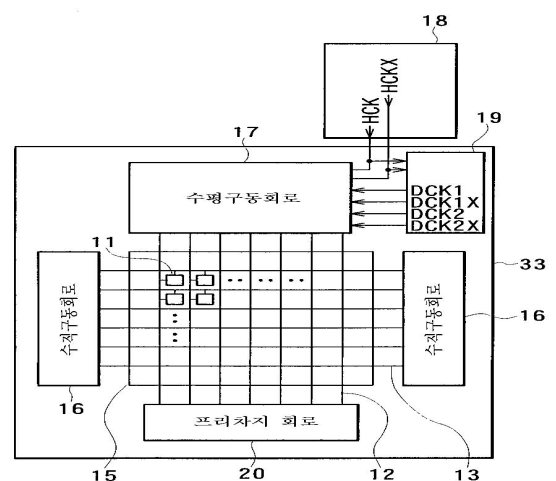 18
HCK
HCKX
17
19
수평구동회로
DCK1
DCK1X
DCK2
DCK2X
11
33
수직구동회로
수직구동회로
16
16
프리차지 회로
15
20
12
13